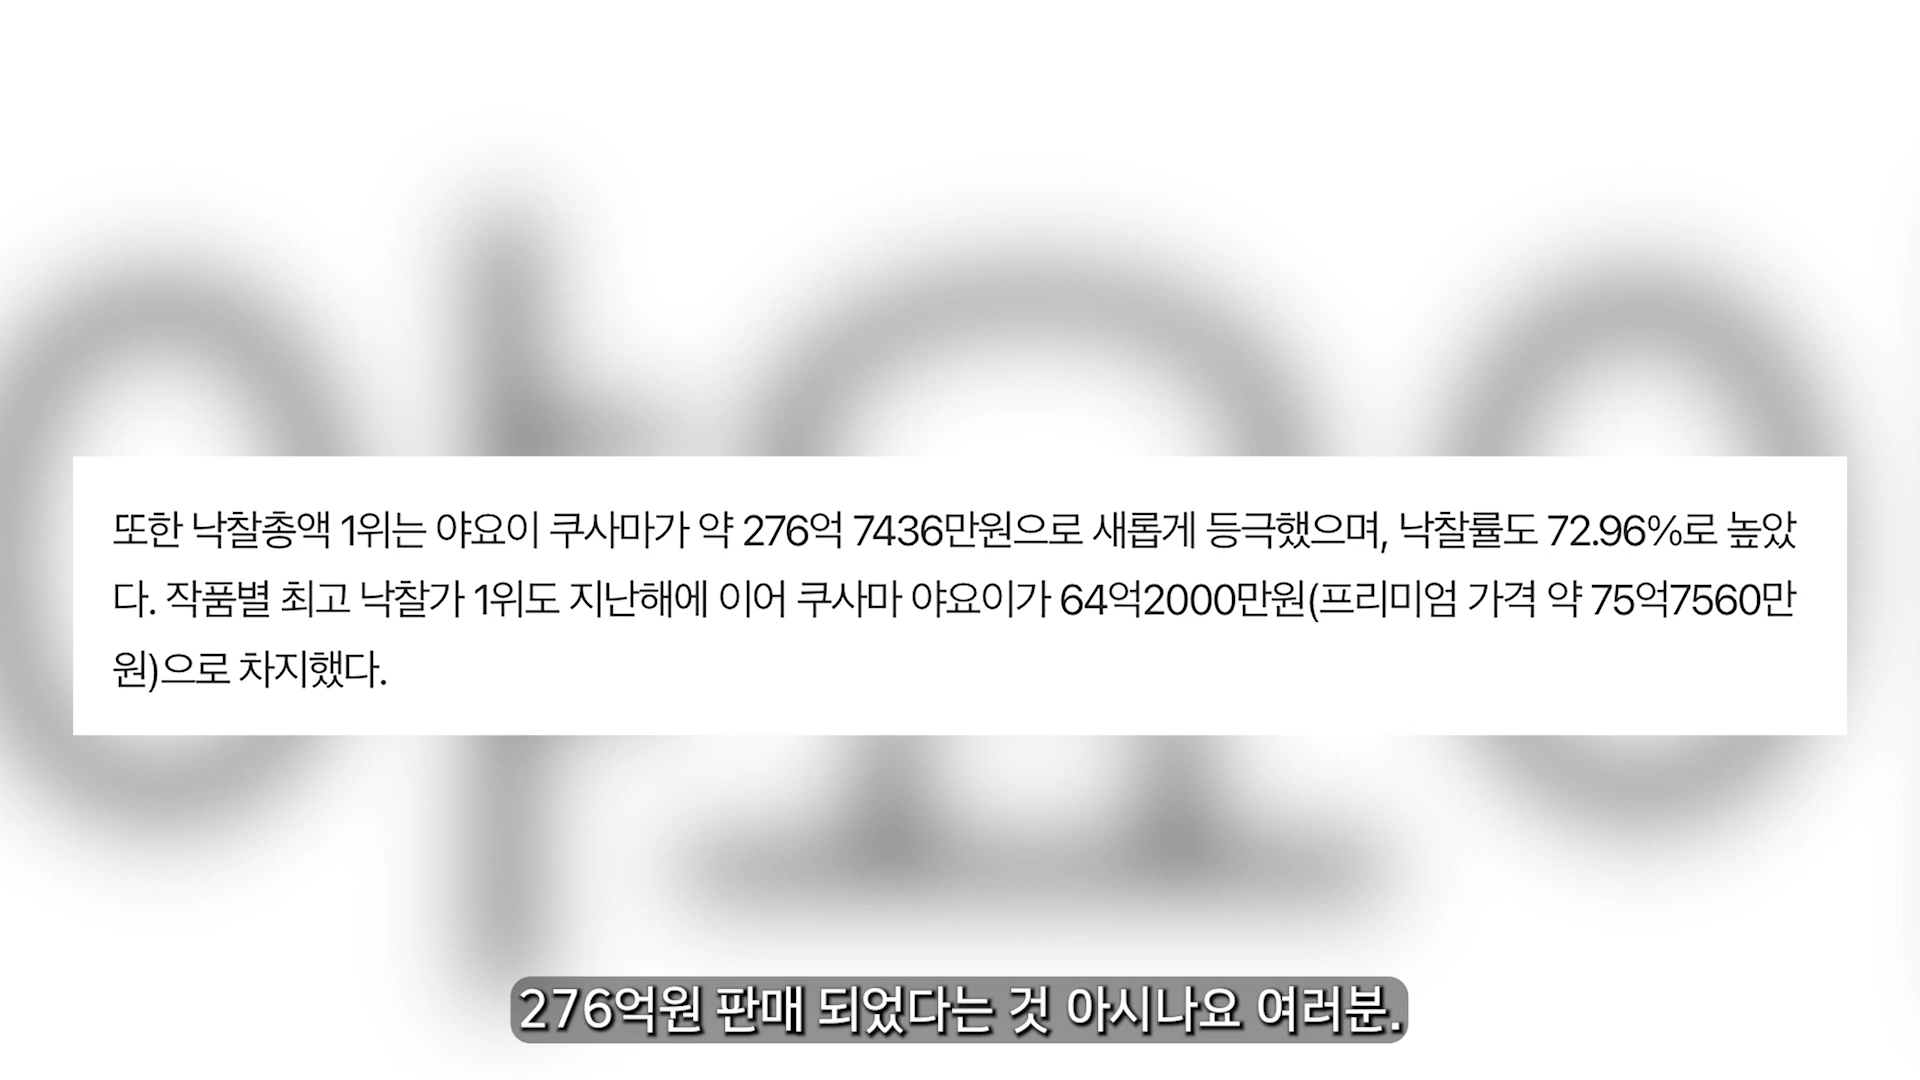 또한 낙찰총액 1위는 야요이 쿠사마가 약 276억 7436만원으로 새롭게 등극했으며, 낙찰률도 72.96%로 높았
다. 작품별 최고 낙찰가 1위도 지난해에 이어 쿠사마 야요이가 64억2000만원(프리미엄 가격 약 75억7560만
원)으로 차지했다.
276억원 판매 되었다는 것 아시나요 여러분.